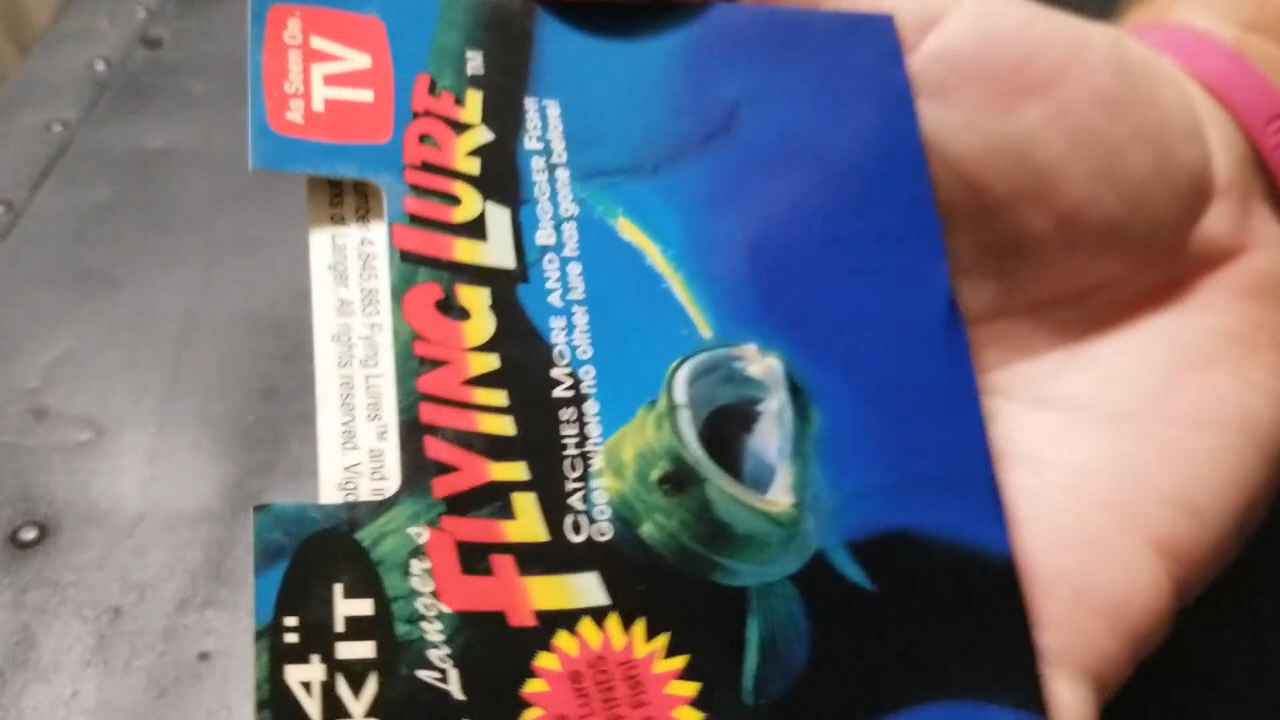 As Seen On
TV
Langer's
FLYING LURE™
CATCHES MORE AND BIGGER FISH!
Goes where no other lure has gone before!
4"
KIT
4,845,883 Flying Lures™ and
Langer. All rights reserved.
FISH